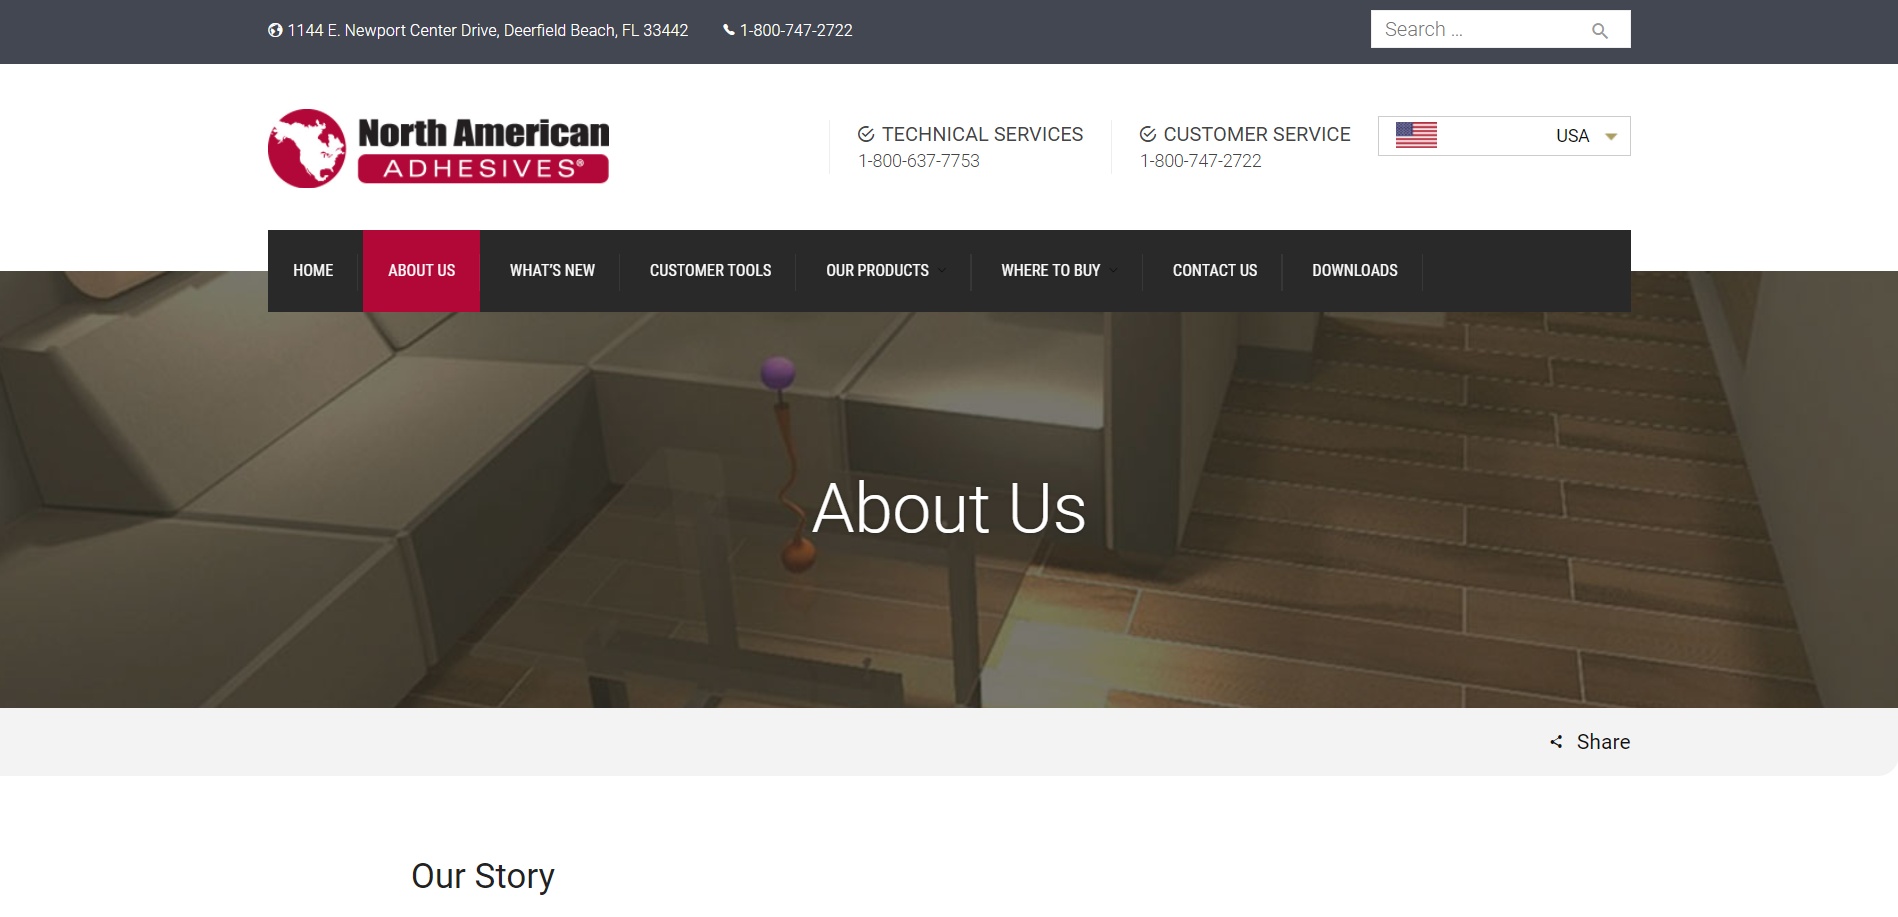 1144 E. Newport Center Drive, Deerfield Beach, FL 33442 1-800-747-2722 Search ...
North American
ADHESIVES®
TECHNICAL SERVICES
1-800-637-7753
CUSTOMER SERVICE
1-800-747-2722
USA
HOME ABOUT US WHAT'S NEW CUSTOMER TOOLS OUR PRODUCTS WHERE TO BUY CONTACT US DOWNLOADS
About Us
Share
Our Story